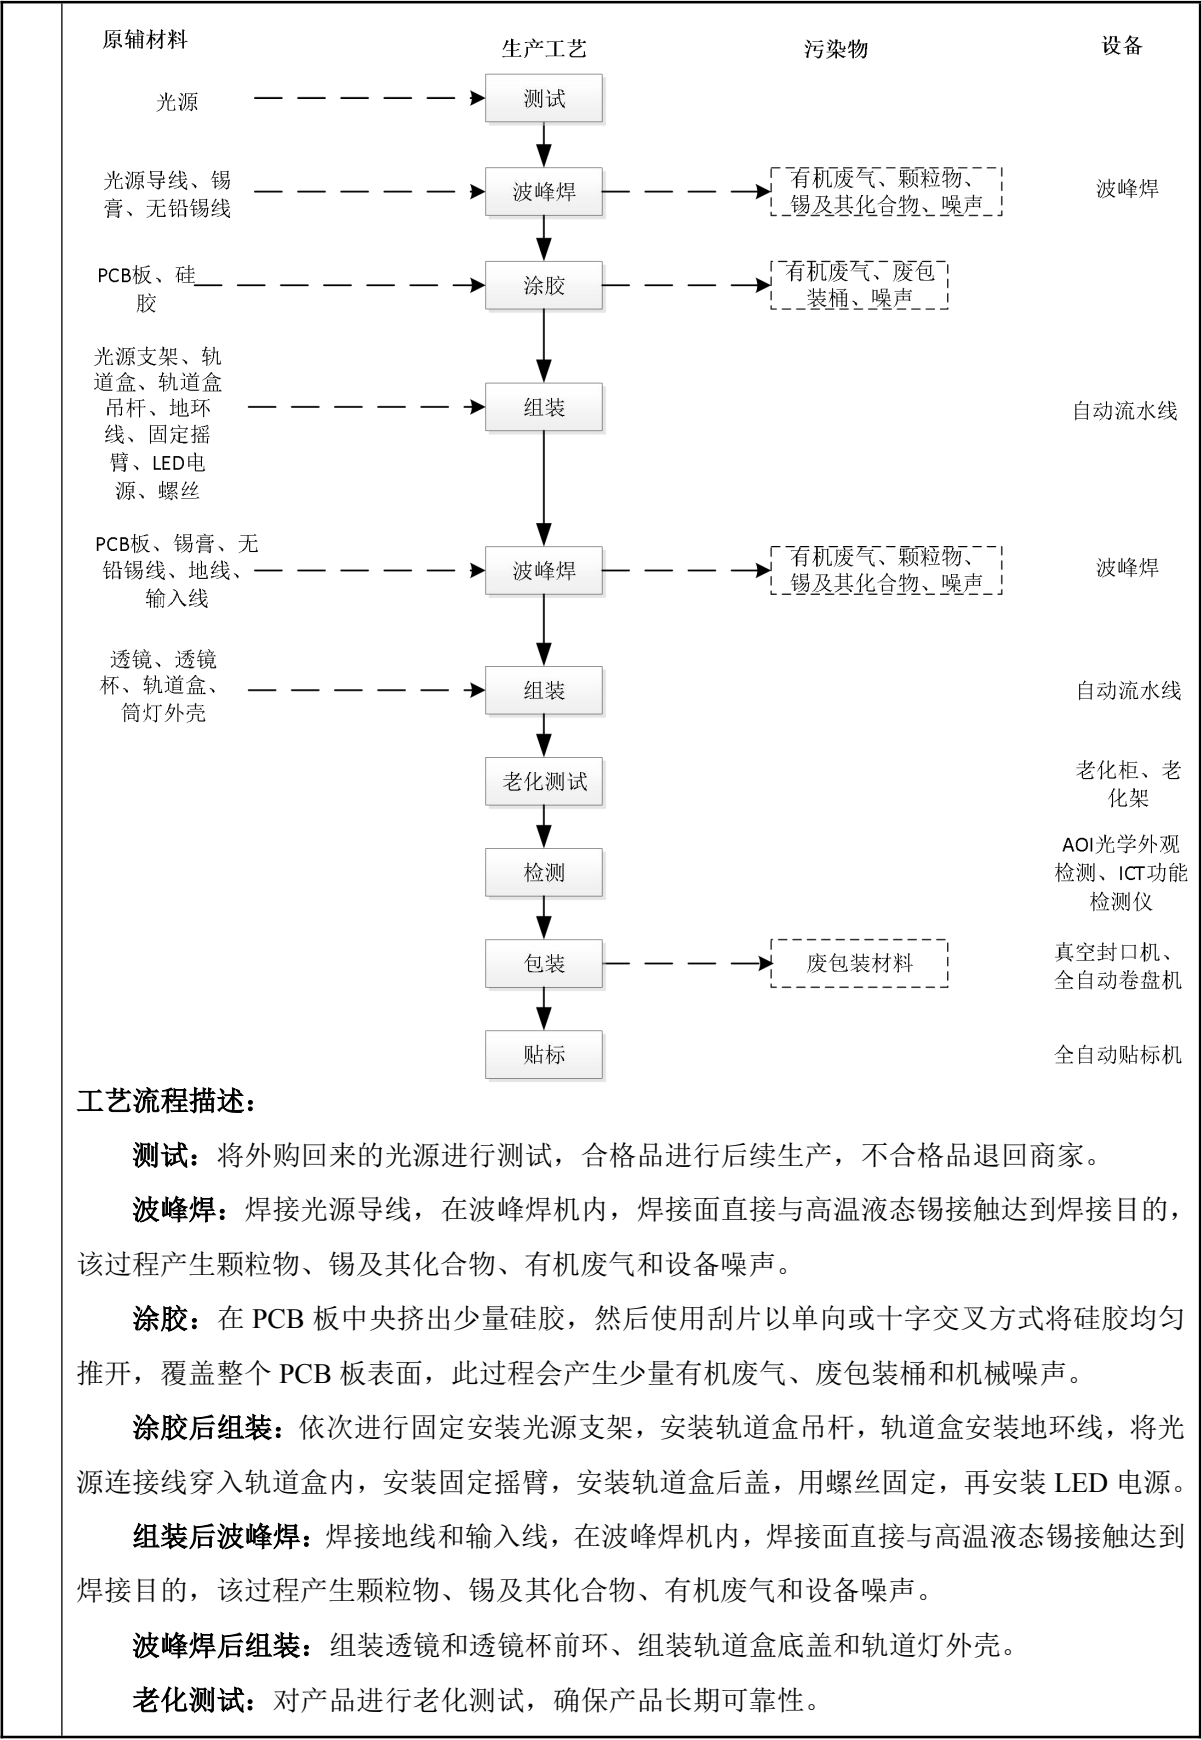 原辅材料
生产工艺
污染物
设备
光源
测试
光源导线、锡
膏、无铅锡线
波峰焊
有机废气、颗粒物、
锡及其化合物、噪声
波峰焊
PCB板、硅
胶
涂胶
有机废气、废包
装桶、噪声
光源支架、轨
道盒、轨道盒
吊杆、地环
线、固定摇
臂、LED电
源、螺丝
组装
自动流水线
PCB板、锡膏、无
铅锡线、地线、
输入线
波峰焊
有机废气、颗粒物、
锡及其化合物、噪声
波峰焊
透镜、透镜
杯、轨道盒、
筒灯外壳
组装
自动流水线
老化测试
老化柜、老
化架
检测
AOI光学外观
检测、ICT功能
检测仪
包装
废包装材料
真空封口机、
全自动卷盘机
贴标
全自动贴标机
工艺流程描述：
测试：将外购回来的光源进行测试，合格品进行后续生产，不合格品退回商家。
波峰焊：焊接光源导线，在波峰焊机内，焊接面直接与高温液态锡接触达到焊接目的，
该过程产生颗粒物、锡及其化合物、有机废气和设备噪声。
涂胶：在 PCB 板中央挤出少量硅胶，然后使用刮片以单向或十字交叉方式将硅胶均匀
推开，覆盖整个 PCB 板表面，此过程会产生少量有机废气、废包装桶和机械噪声。
涂胶后组装：依次进行固定安装光源支架，安装轨道盒吊杆，轨道盒安装地环线，将光
源连接线穿入轨道盒内，安装固定摇臂，安装轨道盒后盖，用螺丝固定，再安装 LED 电源。
组装后波峰焊：焊接地线和输入线，在波峰焊机内，焊接面直接与高温液态锡接触达到
焊接目的，该过程产生颗粒物、锡及其化合物、有机废气和设备噪声。
波峰焊后组装：组装透镜和透镜杯前环、组装轨道盒底盖和轨道灯外壳。
老化测试：对产品进行老化测试，确保产品长期可靠性。